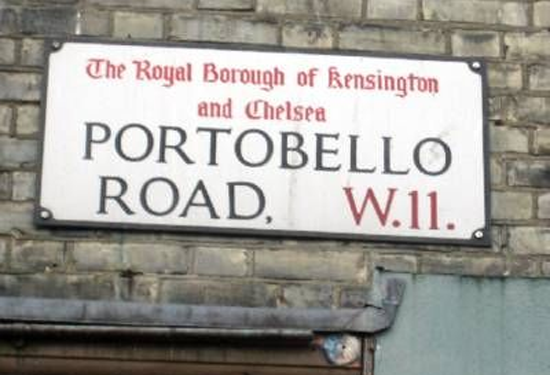 The Royal Borough of Kensington
and Chelsea
PORTOBELLO
ROAD, W.11.